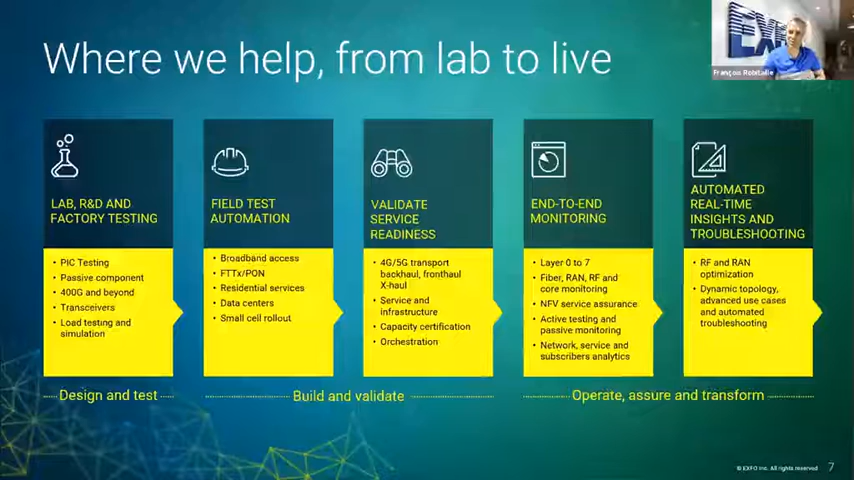 Where we help, from lab to live
EXF
François Robitaille
LAB, R&D AND
FACTORY TESTING
• PIC Testing
• Passive component
• 400G and beyond
• Transceivers
• Load testing and
simulation
FIELD TEST
AUTOMATION
• Broadband access
• FTTx/PON
• Residential services
• Data centers
• Small cell rollout
VALIDATE
SERVICE
READINESS
• 4G/5G transport
backhaul, fronthaul
X-haul
• Service and
infrastructure
• Capacity certification
• Orchestration
END-TO-END
MONITORING
• Layer 0 to 7
• Fiber, RAN, RF and
core monitoring
• NFV service assurance
• Active testing and
passive monitoring
• Network, service and
subscribers analytics
AUTOMATED
REAL-TIME
INSIGHTS AND
TROUBLESHOOTING
• RF and RAN
optimization
• Dynamic topology,
advanced use cases
and automated
troubleshooting
Design and test
Build and validate
Operate, assure and transform
© EXFO Inc. All rights reserved
7